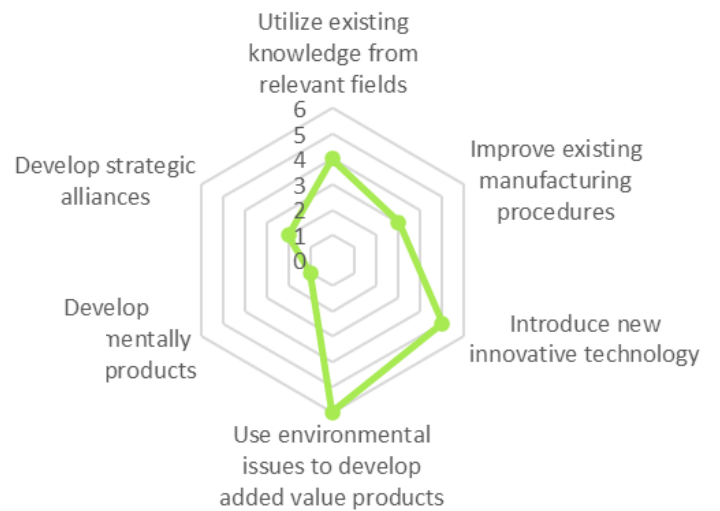 Utilize existing
knowledge from
relevant fields
6
5
4
3
2
1
0
Improve existing
manufacturing
procedures
Introduce new
innovative technology
Use environmental
issues to develop
added value products
Develop
products
Develop strategic
alliances